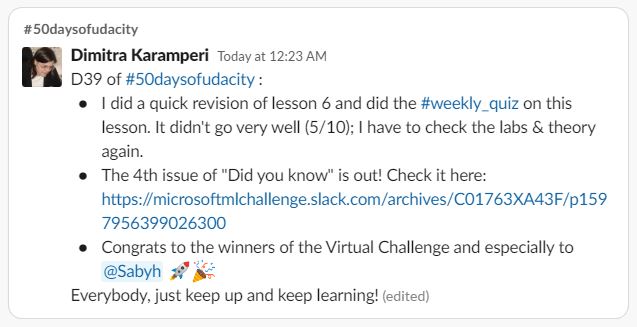 #50daysofudacity
Dimitra Karamperi Today at 12:23 AM
D39 of #50daysofudacity :
• I did a quick revision of lesson 6 and did the #weekly_quiz on this
lesson. It didn't go very well (5/10); I have to check the labs & theory
again.
• The 4th issue of "Did you know" is out! Check it here:
https://microsoftmlchallenge.slack.com/archives/C01763XA43F/p159
7956399026300
• Congrats to the winners of the Virtual Challenge and especially to
@Sabyh 🚀 🎉
Everybody, just keep up and keep learning! (edited)